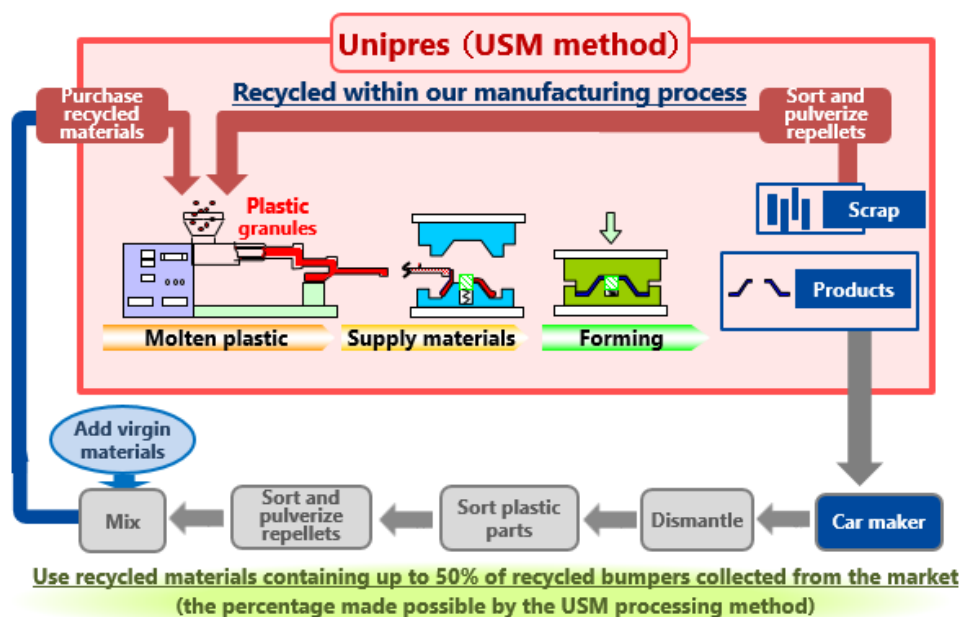 Unipres (USM method)
Recycled within our manufacturing process
Purchase
recycled
materials
Sort and
pulverize
repellets
Plastic
granules
Scrap
Products
Molten plastic
Supply materials
Forming
Add virgin
materials
Mix
Sort and
pulverize
repellets
Sort plastic
parts
Dismantle
Car maker
Use recycled materials containing up to 50% of recycled bumpers collected from the market
(the percentage made possible by the USM processing method)